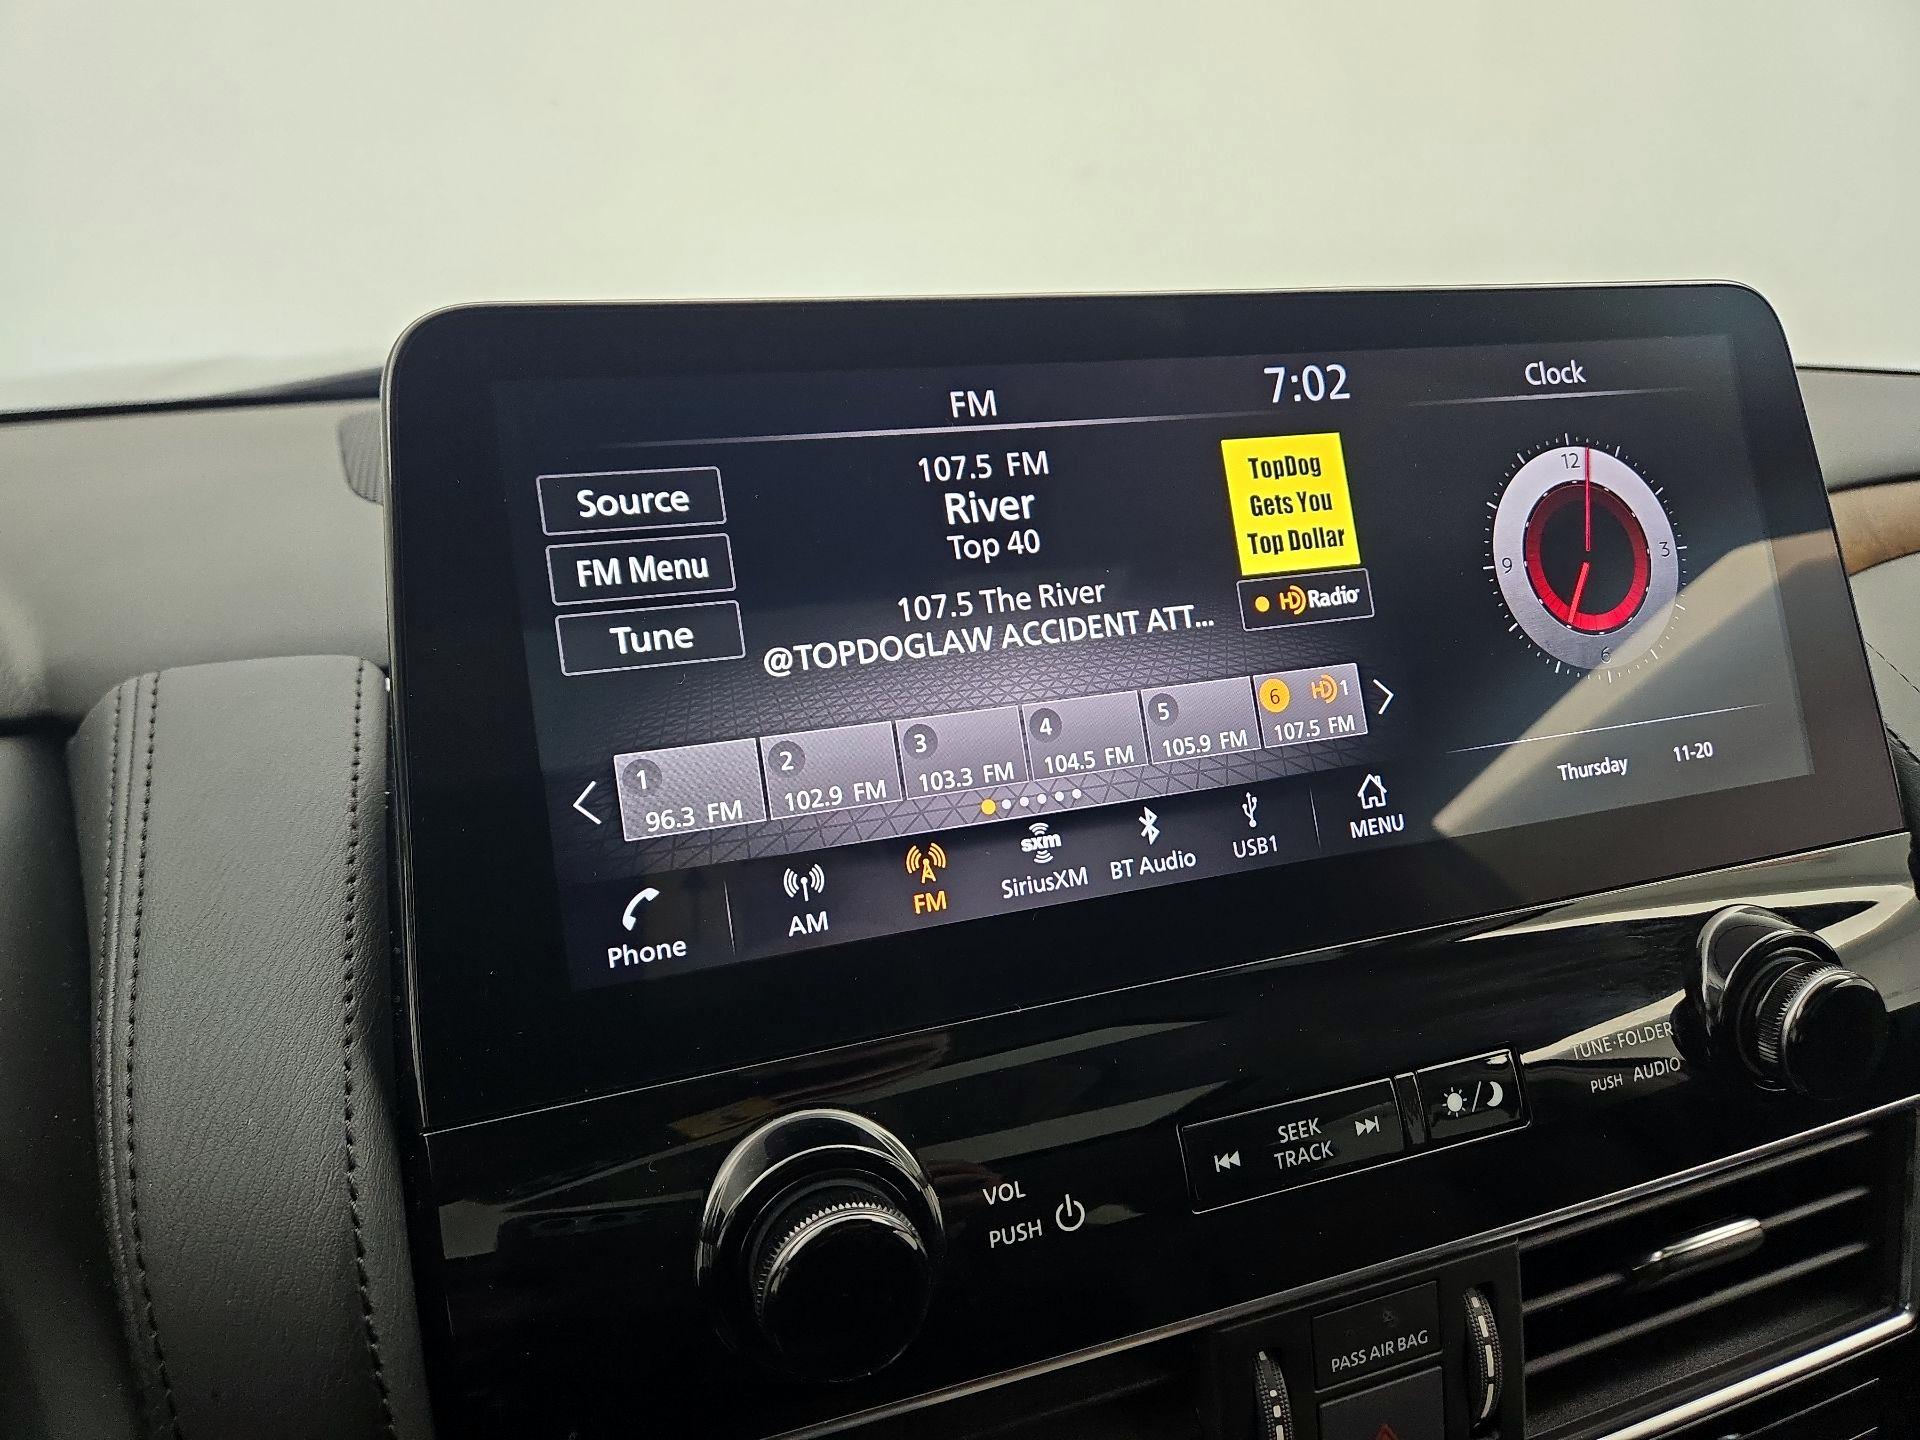 FM
7:02
Clock
Source
FM Menu
Tune
107.5 FM
River
Top 40
107.5 The River
@TOPDOGLAW ACCIDENT ATT...
TopDog
Gets You
Top Dollar
HD Radio
12
3
6
9
Thursday 11-20
1
96.3 FM
2
102.9 FM
3
103.3 FM
4
104.5 FM
5
105.9 FM
6 HD 1
107.5 FM
Phone
AM
FM
sxm
SiriusXM
BT Audio
USB1
MENU
VOL
PUSH
SEEK
TRACK
TUNE·FOLDER
PUSH AUDIO
PASS AIR BAG